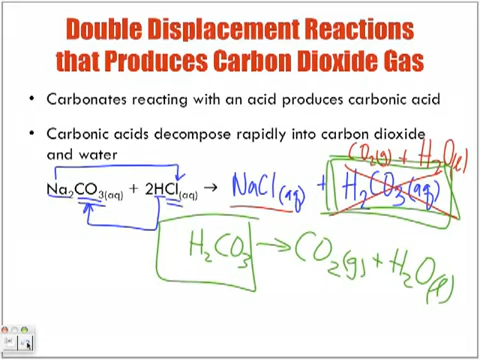 Double Displacement Reactions
that Produces Carbon Dioxide Gas
• Carbonates reacting with an acid produces carbonic acid
• Carbonic acids decompose rapidly into carbon dioxide
and water
CO₂(g) + H₂O(l)
Na₂CO₃(aq) + 2HCl(aq) → NaCl(aq) + H₂CO₃(aq)
H₂CO₃ → CO₂(g) + H₂O(l)